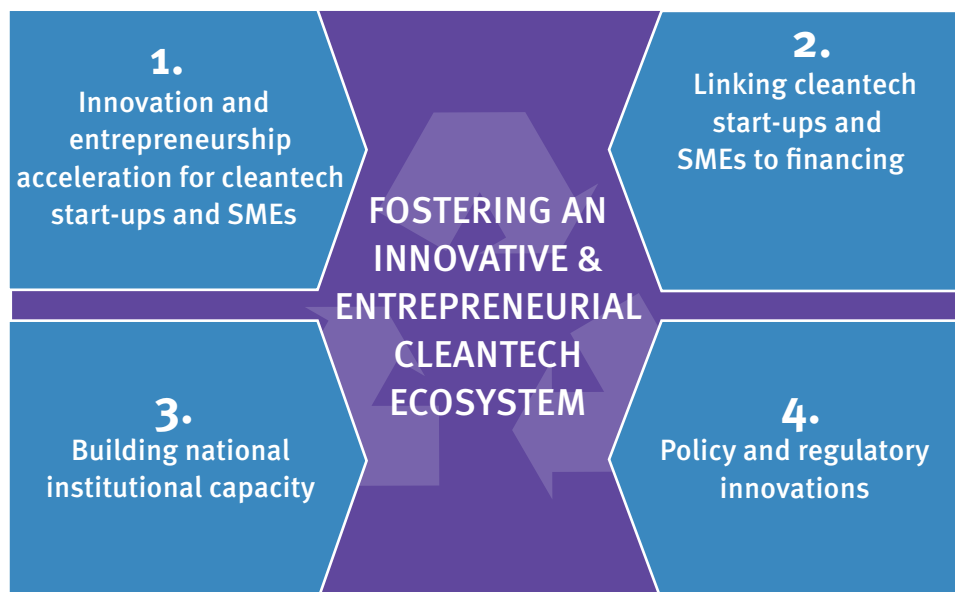 1.
Innovation and
entrepreneurship
acceleration for cleantech
start-ups and SMEs
2.
Linking cleantech
start-ups and
SMEs to financing
FOSTERING AN
INNOVATIVE &
ENTREPRENEURIAL
CLEANTECH
ECOSYSTEM
3.
Building national
institutional capacity
4.
Policy and regulatory
innovations